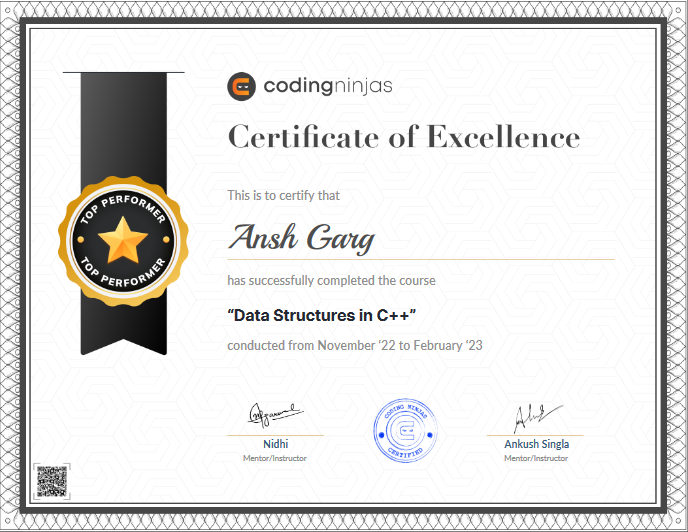 codingninjas
Certificate of Excellence
This is to certify that
Ansh Garg
has successfully completed the course
“Data Structures in C++”
conducted from November ’22 to February ’23
TOP PERFORMER
TOP PERFORMER
CODING NINJAS
CERTIFIED
Nidhi
Mentor/Instructor
Ankush Singla
Mentor/Instructor